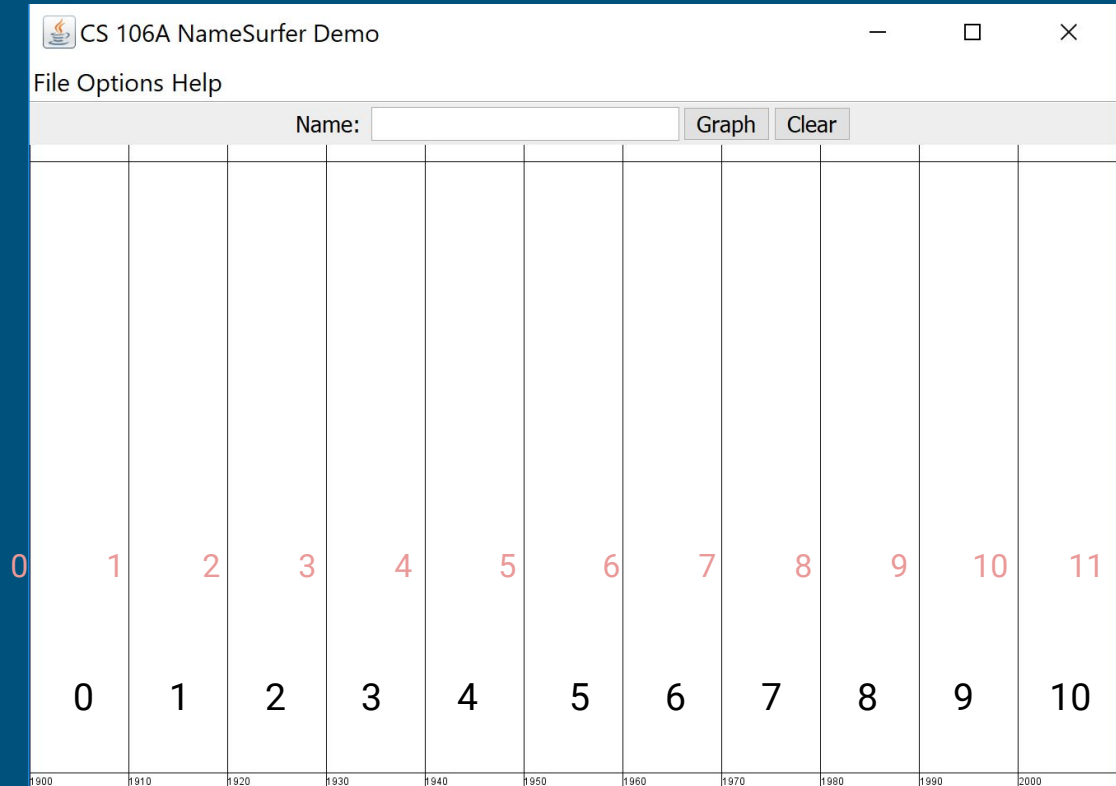 CS 106A NameSurfer Demo
File Options Help
Name: Graph Clear
0 1 2 3 4 5 6 7 8 9 10 11
0 1 2 3 4 5 6 7 8 9 10
1900 1910 1920 1930 1940 1950 1960 1970 1980 1990 2000